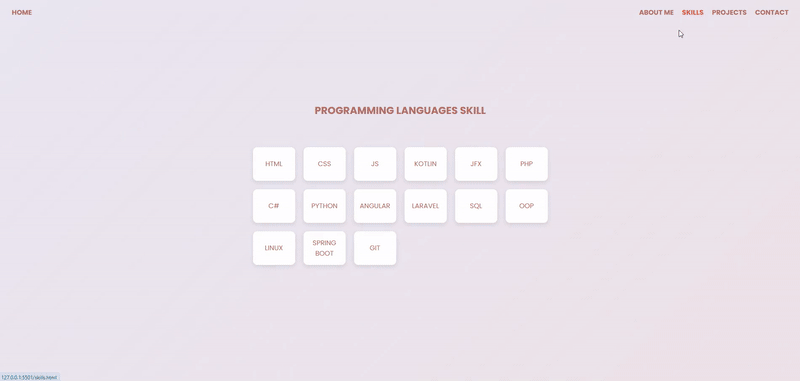 HOME ABOUT ME SKILLS PROJECTS CONTACT
PROGRAMMING LANGUAGES SKILL
HTML CSS JS KOTLIN JFX PHP
C# PYTHON ANGULAR LARAVEL SQL OOP
LINUX SPRING BOOT GIT
127.0.0.1:5501/skills.html